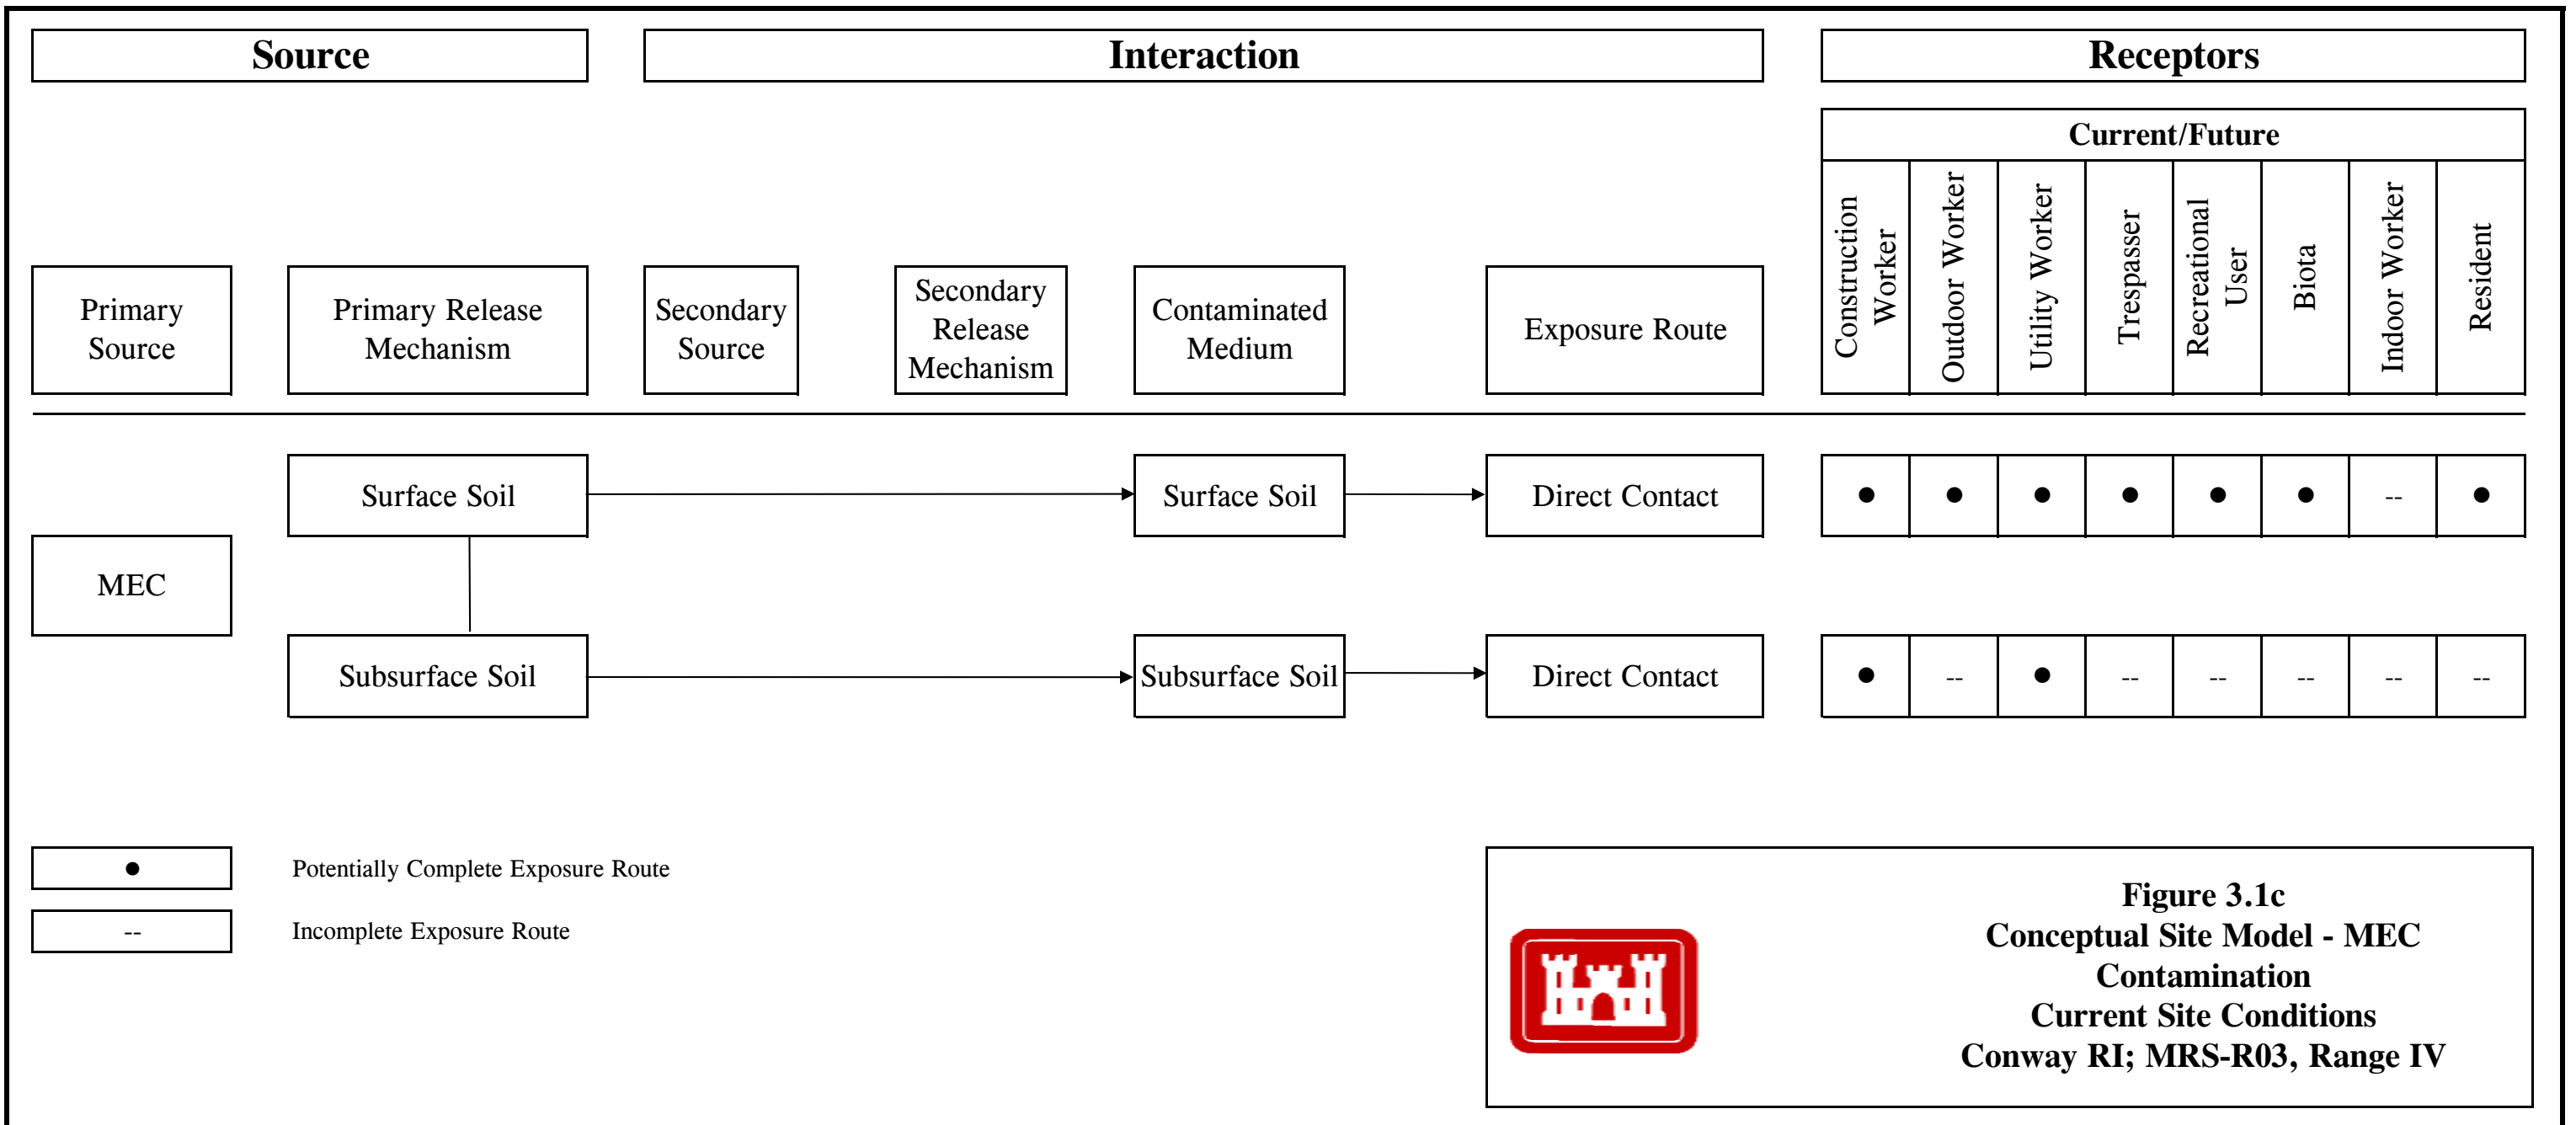 Source
Interaction
Receptors
Current/Future
Construction
Worker
Outdoor Worker
Utility Worker
Trespasser
Recreational
User
Biota
Indoor Worker
Resident
Primary
Source
Primary Release
Mechanism
Secondary
Source
Secondary
Release
Mechanism
Contaminated
Medium
Exposure Route
Surface Soil
Surface Soil
Direct Contact
● ● ● ● ● ● -- ●
MEC
Subsurface Soil
Subsurface Soil
Direct Contact
● -- ● -- -- -- -- --
● Potentially Complete Exposure Route
-- Incomplete Exposure Route
Figure 3.1c
Conceptual Site Model - MEC
Contamination
Current Site Conditions
Conway RI; MRS-R03, Range IV